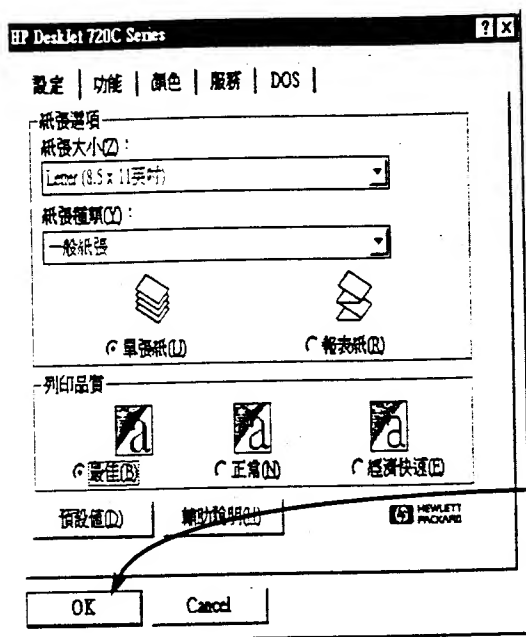 HP DeskJet 720C Series
設定 | 功能 | 顏色 | 服務 | DOS |
紙張選項
紙張大小(Z)：
Letter (8.5 x 11英吋)
紙張種類(Y)：
一般紙張
單張紙(U) 報表紙(R)
列印品質
最佳(B) 正常(N) 經濟快速(E)
預設值(D) 輔助說明(H) hp HEWLETT PACKARD
OK Cancel